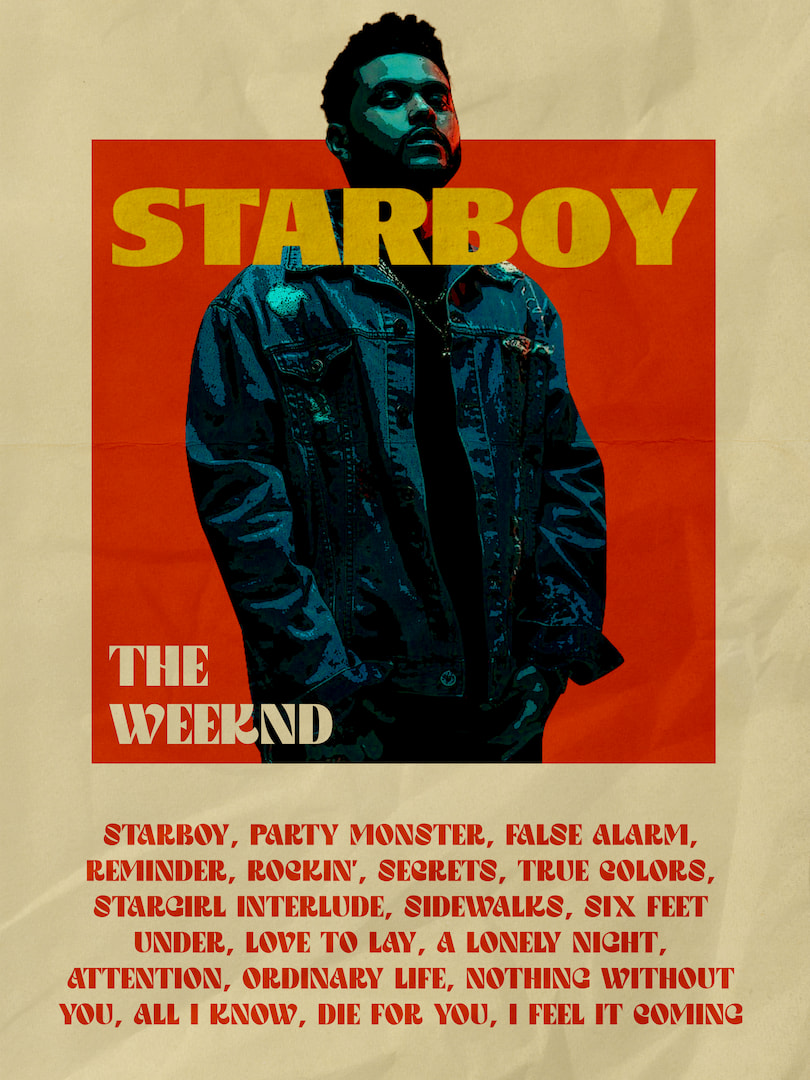 STARBOY
THE
WEEKND
STARBOY, PARTY MONSTER, FALSE ALARM,
REMINDER, ROCKIN', SECRETS, TRUE COLORS,
STARGIRL INTERLUDE, SIDEWALKS, SIX FEET
UNDER, LOVE TO LAY, A LONELY NIGHT,
ATTENTION, ORDINARY LIFE, NOTHING WITHOUT
YOU, ALL I KNOW, DIE FOR YOU, I FEEL IT COMING